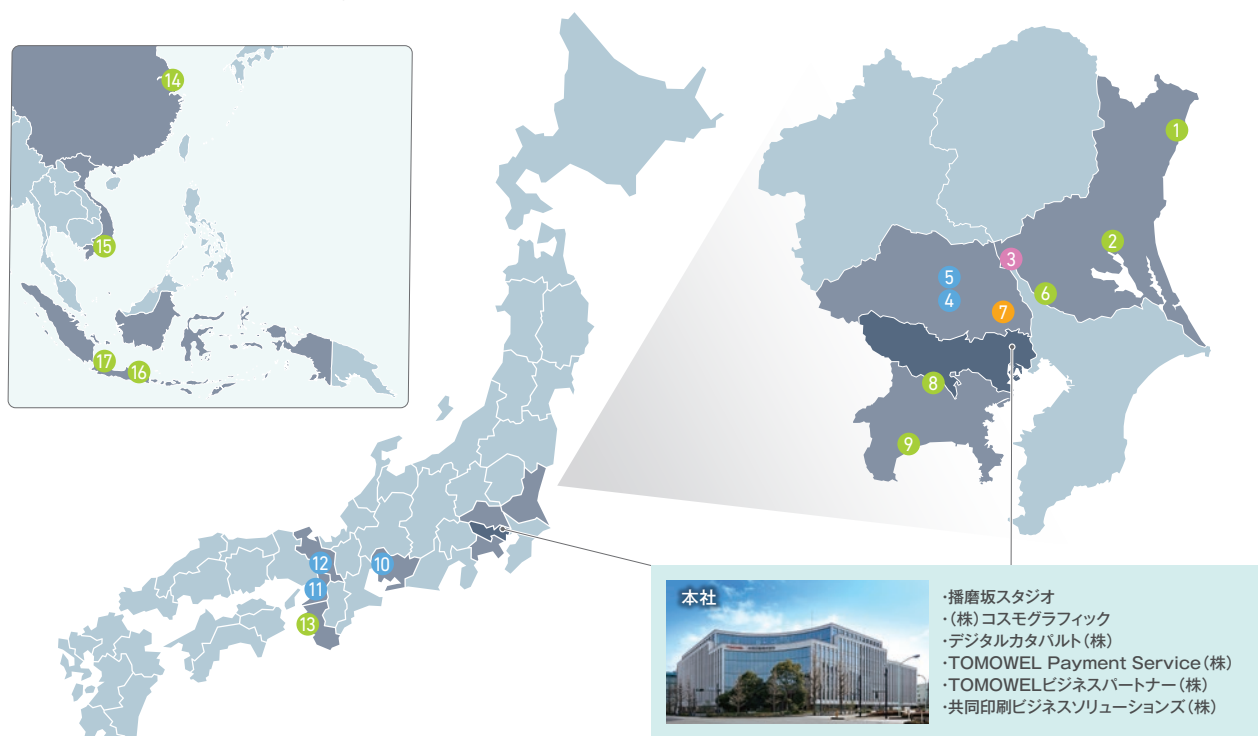 14
15
17
16
1
2
3
5
4
6
7
8
9
12
10
11
13
本社
・播磨坂スタジオ
・（株）コスモグラフィック
・デジタルカタパルト（株）
・TOMOWEL Payment Service（株）
・TOMOWELビジネスパートナー（株）
・共同印刷ビジネスソリューションズ（株）